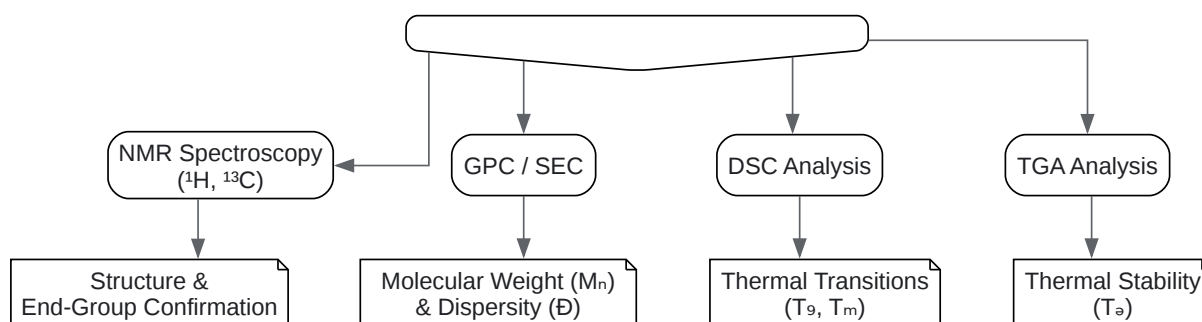 NMR Spectroscopy
(¹H, ¹³C)
GPC / SEC
DSC Analysis
TGA Analysis
Structure &
End-Group Confirmation
Molecular Weight (Mₙ)
& Dispersity (Đ)
Thermal Transitions
(T₉, Tₘ)
Thermal Stability
(Tₔ)